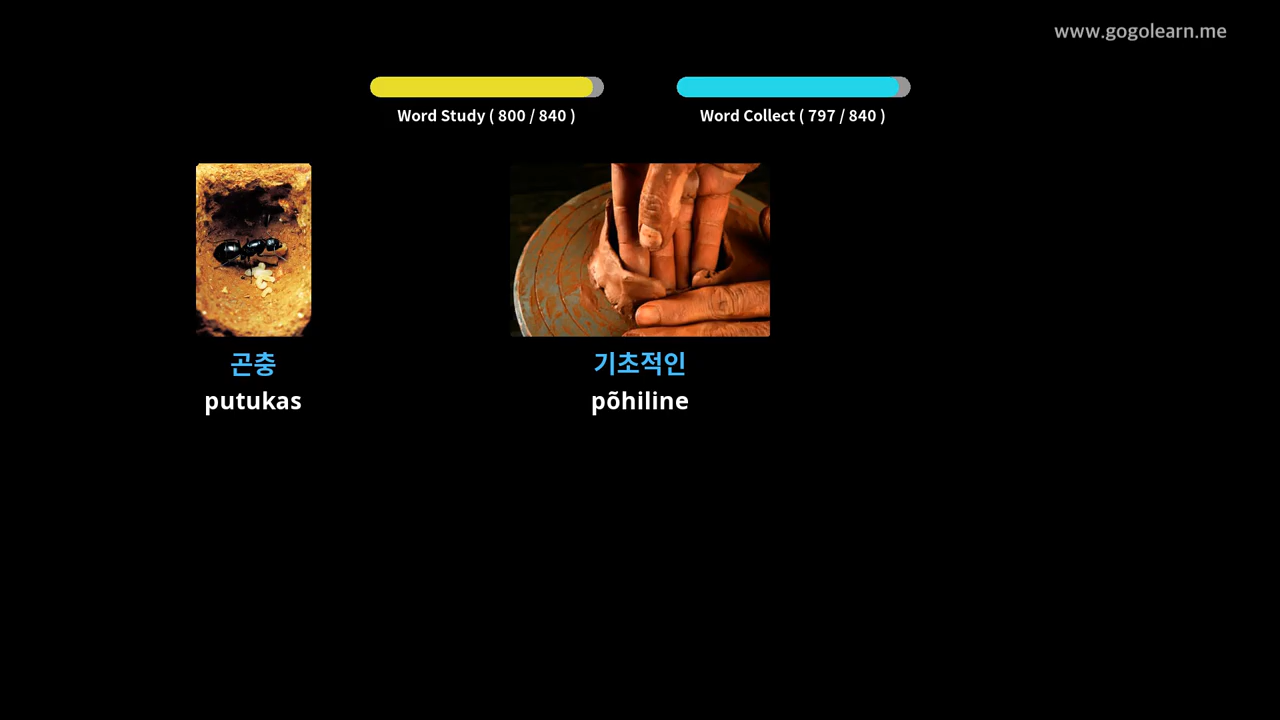 www.gogolearn.me
Word Study ( 800 / 840 )
Word Collect ( 797 / 840 )
곤충
putukas
기초적인
põhiline